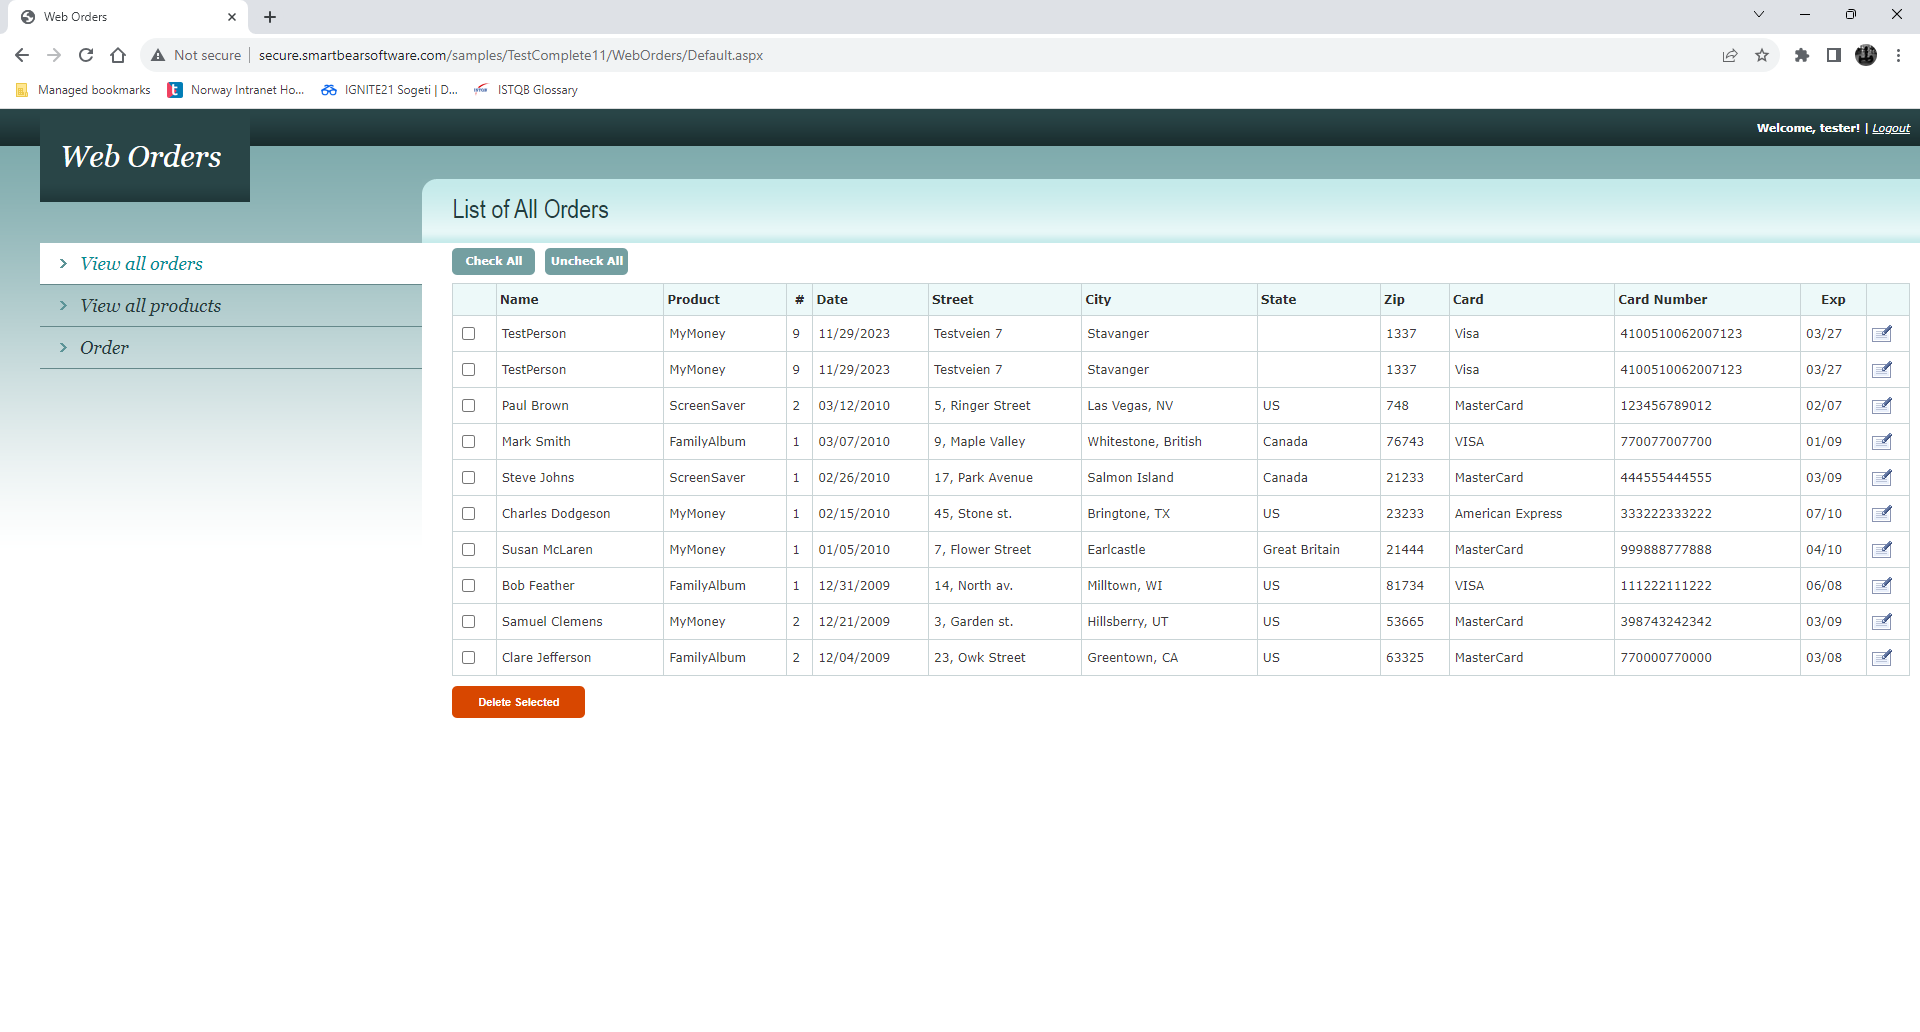 Web Orders
Not secure
secure.smartbearsoftware.com/samples/TestComplete11/WebOrders/Default.aspx
Managed bookmarks Norway Intranet Ho... IGNITE21 Sogeti | D... ISTQB Glossary
Welcome, tester! | Logout
Web Orders
List of All Orders
View all orders
View all products
Order
Check All Uncheck All
Name Product # Date Street City State Zip Card Card Number Exp
TestPerson MyMoney 9 11/29/2023 Testveien 7 Stavanger 1337 Visa 4100510062007123 03/27
TestPerson MyMoney 9 11/29/2023 Testveien 7 Stavanger 1337 Visa 4100510062007123 03/27
Paul Brown ScreenSaver 2 03/12/2010 5, Ringer Street Las Vegas, NV US 748 MasterCard 123456789012 02/07
Mark Smith FamilyAlbum 1 03/07/2010 9, Maple Valley Whitestone, British Canada 76743 VISA 770077007700 01/09
Steve Johns ScreenSaver 1 02/26/2010 17, Park Avenue Salmon Island Canada 21233 MasterCard 444555444555 03/09
Charles Dodgeson MyMoney 1 02/15/2010 45, Stone st. Bringtone, TX US 23233 American Express 333222333222 07/10
Susan McLaren MyMoney 1 01/05/2010 7, Flower Street Earlcastle Great Britain 21444 MasterCard 999888777888 04/10
Bob Feather FamilyAlbum 1 12/31/2009 14, North av. Milltown, WI US 81734 VISA 111222111222 06/08
Samuel Clemens MyMoney 2 12/21/2009 3, Garden st. Hillsberry, UT US 53665 MasterCard 398743242342 03/09
Clare Jefferson FamilyAlbum 2 12/04/2009 23, Owk Street Greentown, CA US 63325 MasterCard 770000770000 03/08
Delete Selected